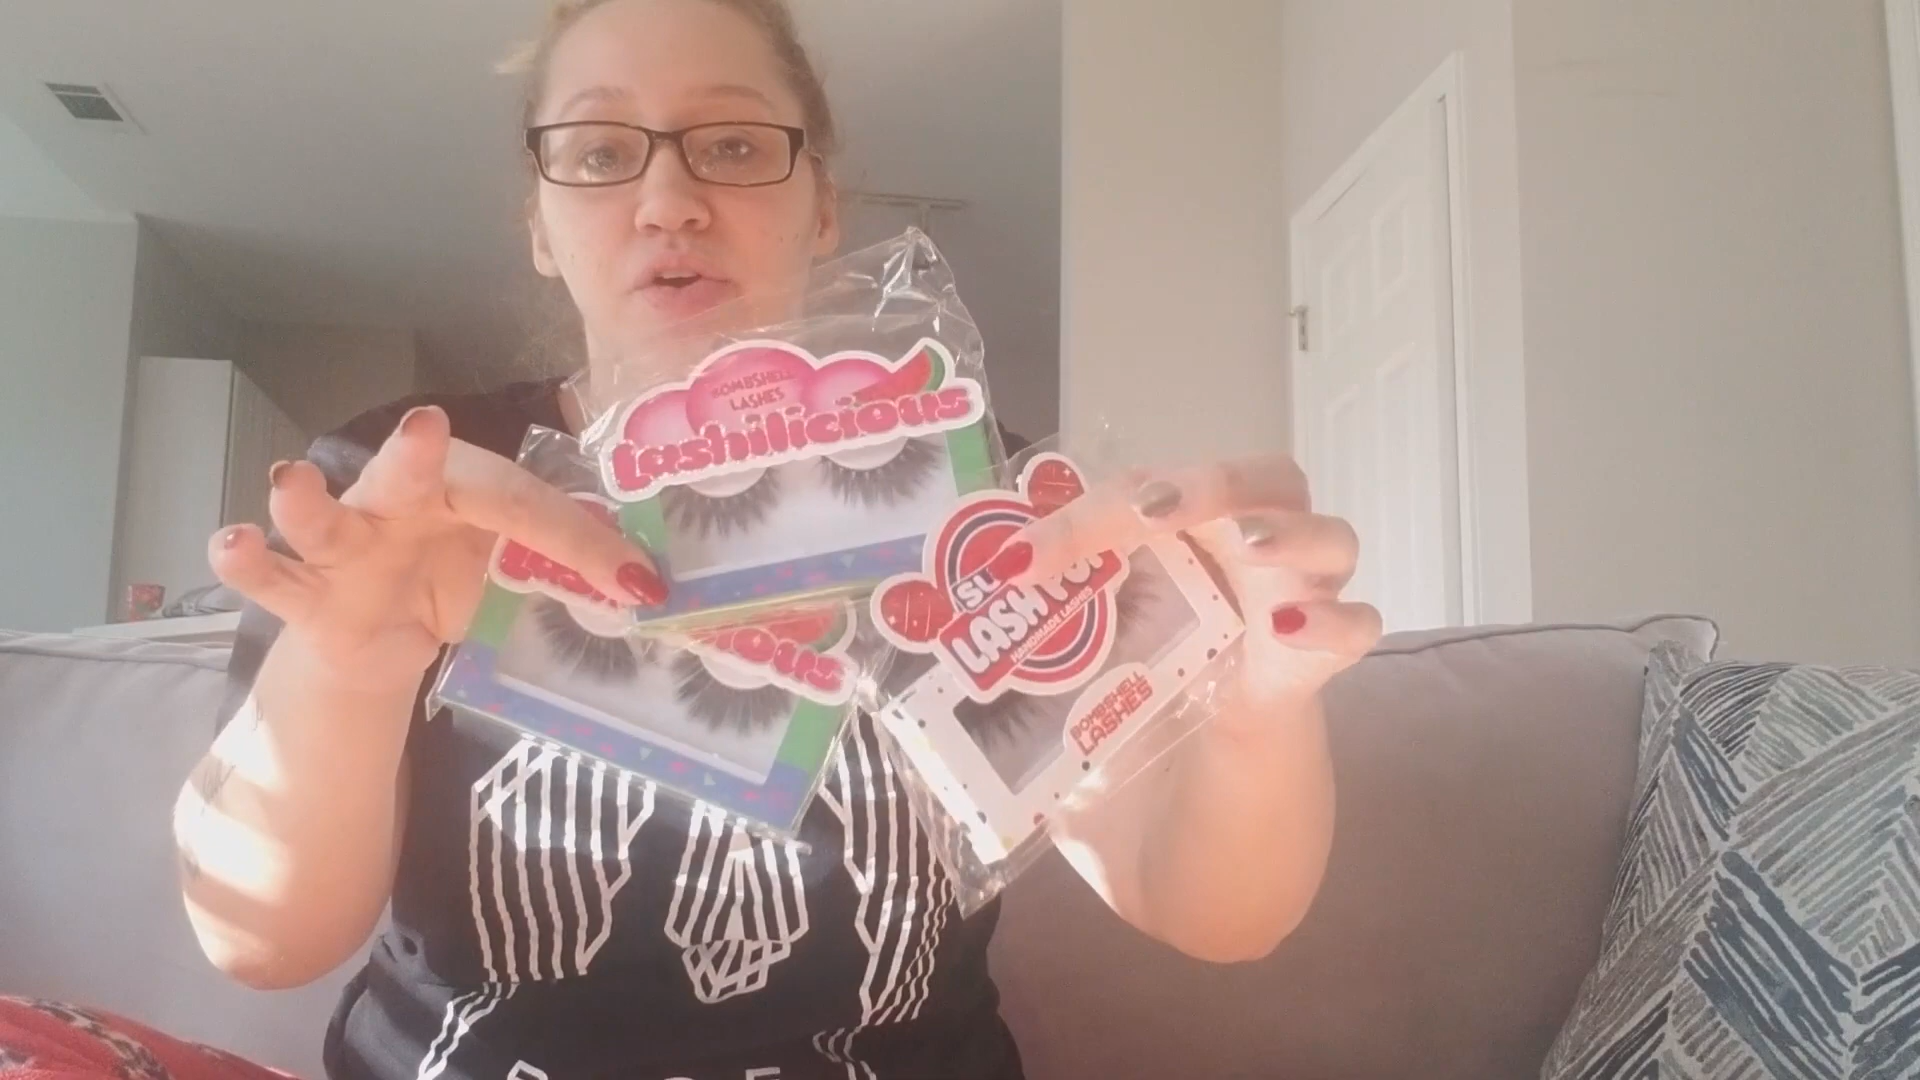 BOMBSHELL
LASHES
Lashilicious
LASH POP
HANDMADE LASHES
BOMBSHELL
LASHES